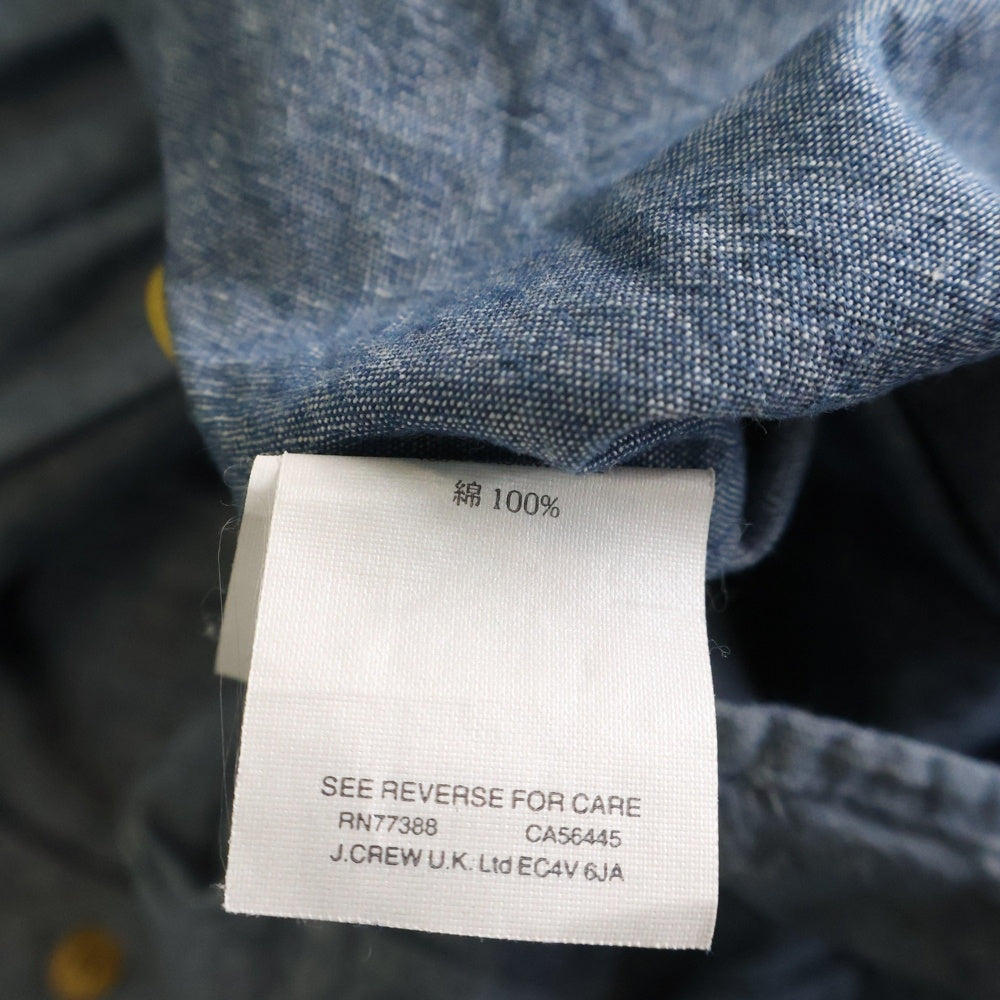 綿 100%
SEE REVERSE FOR CARE
RN77388 CA56445
J.CREW U.K. Ltd EC4V 6JA